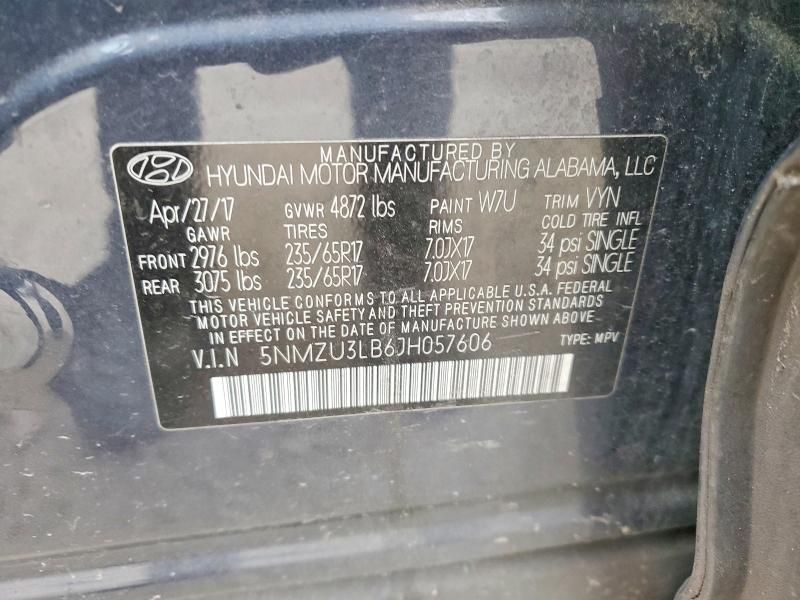 MANUFACTURED BY
HYUNDAI MOTOR MANUFACTURING ALABAMA, LLC
Apr/27/17 GVWR 4872 lbs PAINT W7U TRIM VYN
GAWR TIRES RIMS COLD TIRE INFL
FRONT 2976 lbs 235/65R17 7.0JX17 34 psi SINGLE
REAR 3075 lbs 235/65R17 7.0JX17 34 psi SINGLE
THIS VEHICLE CONFORMS TO ALL APPLICABLE U.S.A. FEDERAL
MOTOR VEHICLE SAFETY AND THEFT PREVENTION STANDARDS
IN EFFECT ON THE DATE OF MANUFACTURE SHOWN ABOVE
V.I.N 5NMZU3LB6JH057606 TYPE: MPV